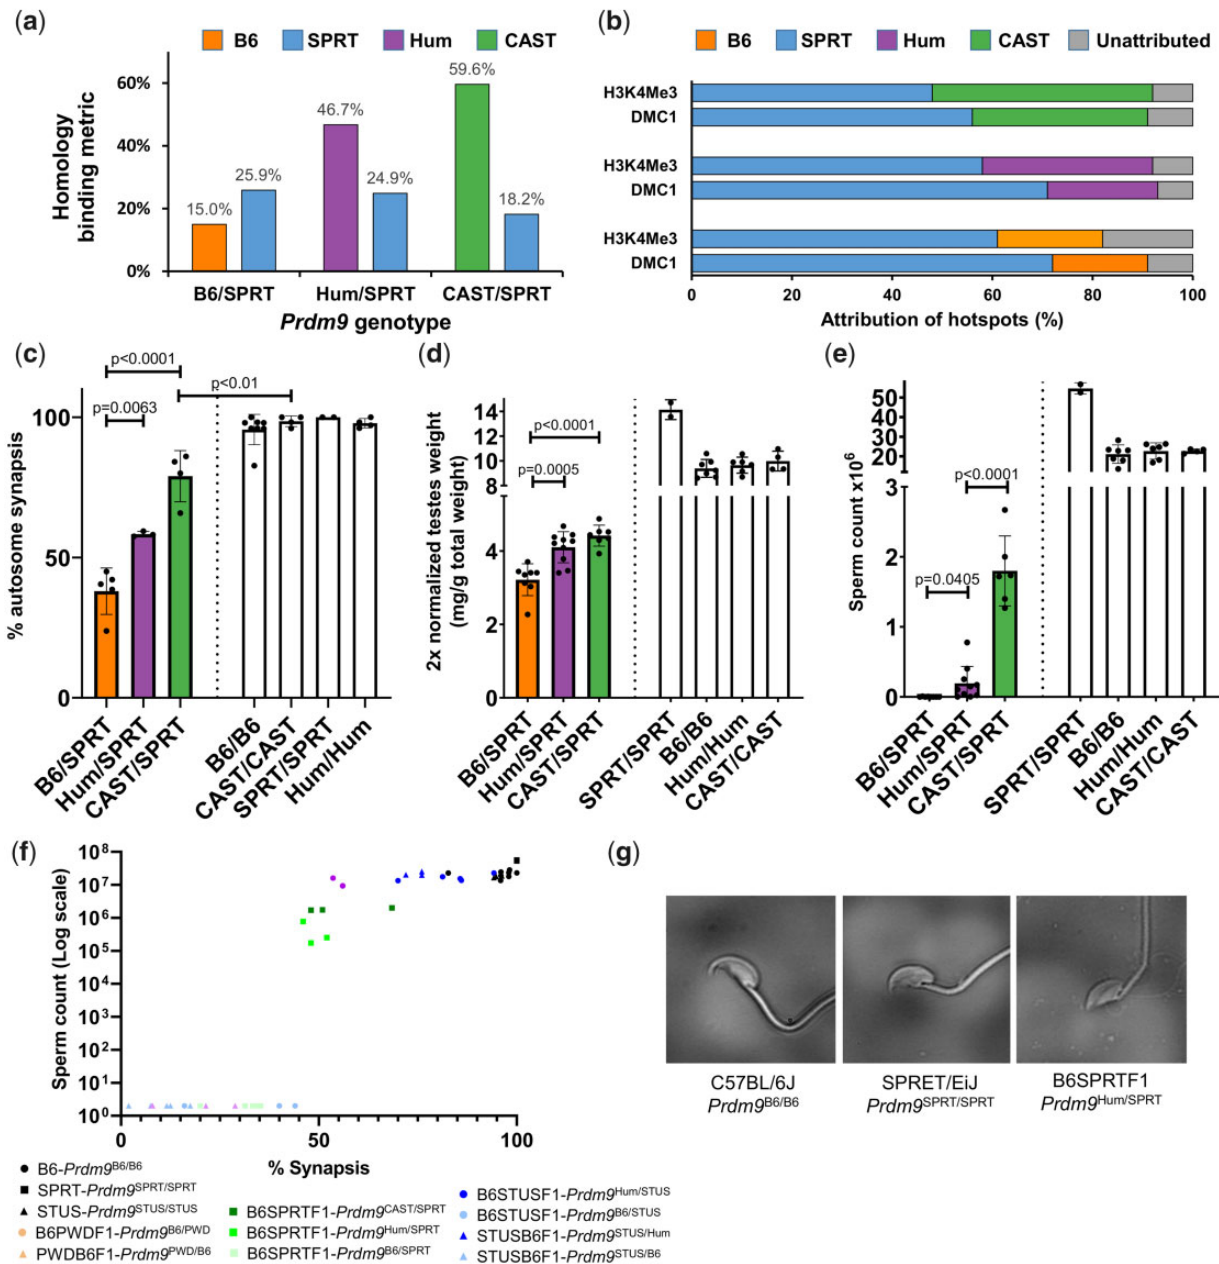 (a)
B6 SPRT Hum CAST
Homology
binding metric
60%
40%
20%
0%
15.0%
25.9%
46.7%
24.9%
59.6%
18.2%
B6/SPRT Hum/SPRT CAST/SPRT
Prdm9 genotype
(b)
B6 SPRT Hum CAST Unattributed
H3K4Me3
DMC1
H3K4Me3
DMC1
H3K4Me3
DMC1
0 20 40 60 80 100
Attribution of hotspots (%)
(c)
% autosome synapsis
p<0.0001
p<0.01
p=0.0063
100
50
0
B6/SPRT
Hum/SPRT
CAST/SPRT
B6/B6
CAST/CAST
SPRT/SPRT
Hum/Hum
(d)
2x normalized testes weight
(mg/g total weight)
14
12
10
8
4
2
0
p<0.0001
p=0.0005
B6/SPRT
Hum/SPRT
CAST/SPRT
SPRT/SPRT
B6/B6
Hum/Hum
CAST/CAST
(e)
Sperm count x10⁶
50
40
30
20
3
2
1
0
p<0.0001
p=0.0405
B6/SPRT
Hum/SPRT
CAST/SPRT
SPRT/SPRT
B6/B6
Hum/Hum
CAST/CAST
(f)
Sperm count (Log scale)
10⁸
10⁷
10⁶
10⁵
10⁴
10³
10²
10¹
10⁰
0 50 100
% Synapsis
B6-Prdm9B6/B6
SPRT-Prdm9SPRT/SPRT
STUS-Prdm9STUS/STUS
B6PWDF1-Prdm9B6/PWD
PWDB6F1-Prdm9PWD/B6
B6SPRTF1-Prdm9CAST/SPRT
B6SPRTF1-Prdm9Hum/SPRT
B6SPRTF1-Prdm9B6/SPRT
B6STUSF1-Prdm9Hum/STUS
B6STUSF1-Prdm9B6/STUS
STUSB6F1-Prdm9STUS/Hum
STUSB6F1-Prdm9STUS/B6
(g)
C57BL/6J
Prdm9B6/B6
SPRET/EiJ
Prdm9SPRT/SPRT
B6SPRTF1
Prdm9Hum/SPRT